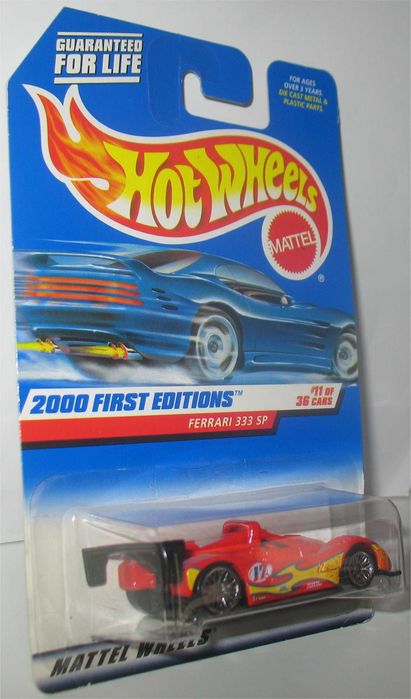 GUARANTEED
FOR LIFE
FOR AGES
OVER 3 YEARS.
DIE CAST METAL &
PLASTIC PARTS.
HOT WHEELS
MATTEL
®
2000 FIRST EDITIONS™
#11 OF
36 CARS
FERRARI 333 SP
MATTEL WHEELS